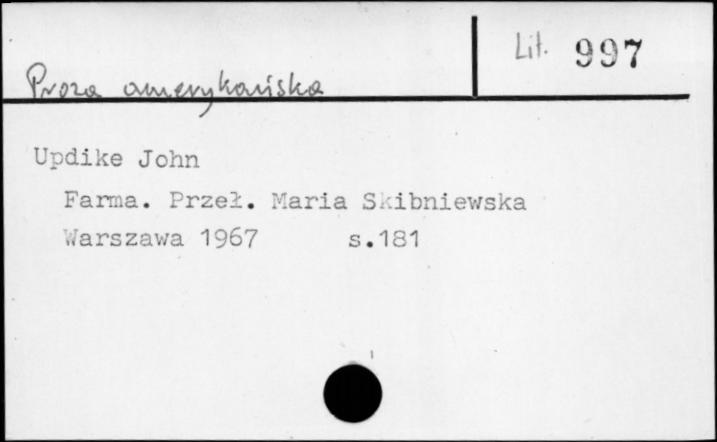 Proza amerykańska
Lit. 997
Updike John
Farma. Przeł. Maria Skibniewska
Warszawa 1967 s.181